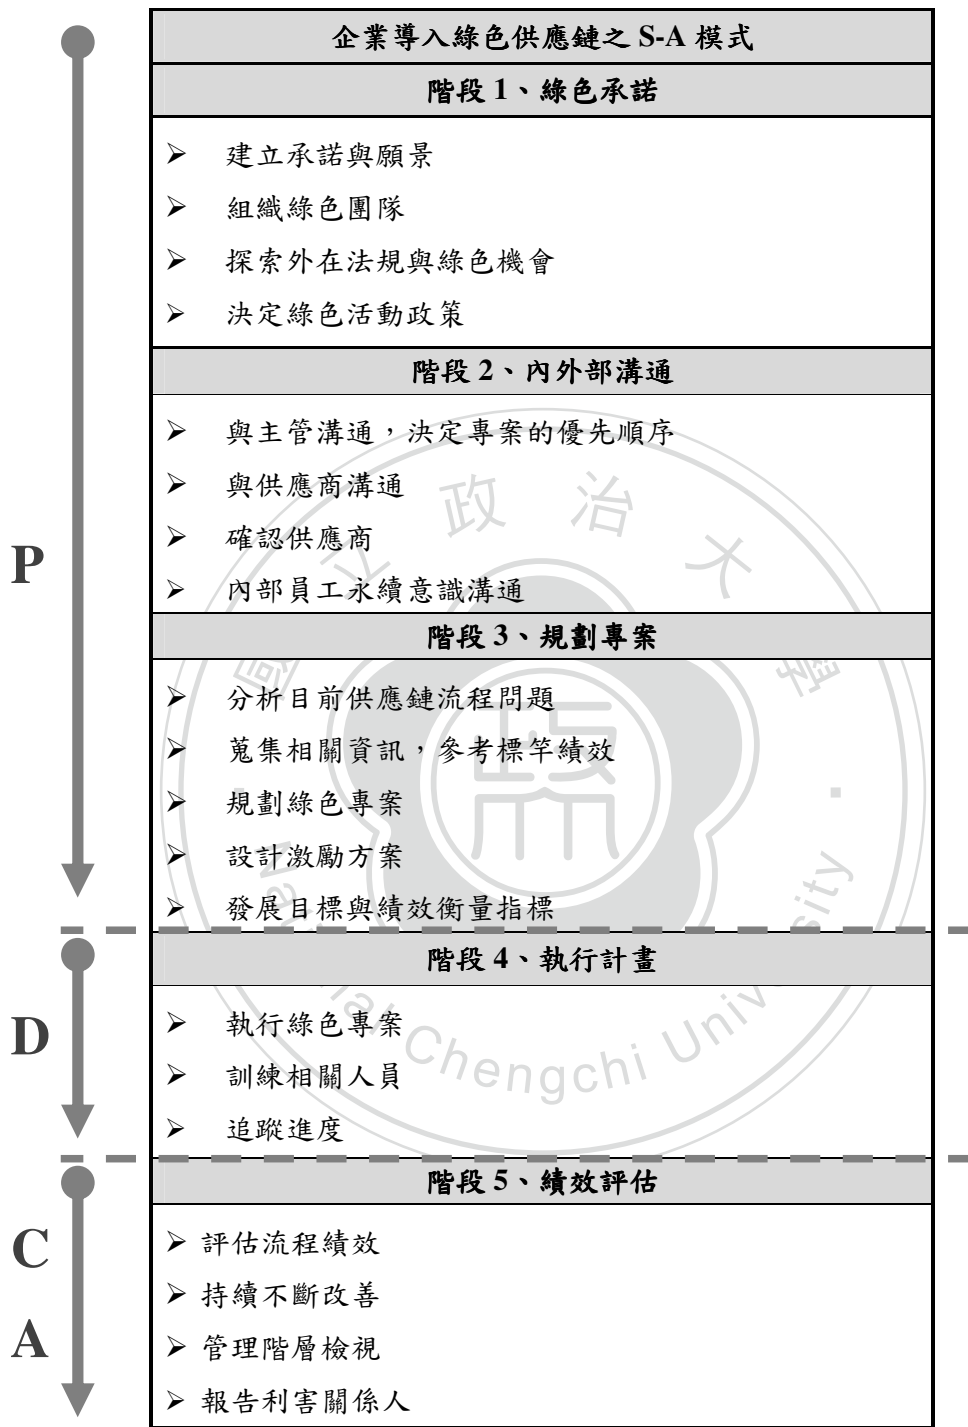 企業導入綠色供應鏈之 S-A 模式
階段 1、綠色承諾
➢ 建立承諾與願景
➢ 組織綠色團隊
➢ 探索外在法規與綠色機會
➢ 決定綠色活動政策
階段 2、內外部溝通
➢ 與主管溝通，決定專案的優先順序
➢ 與供應商溝通
➢ 確認供應商
➢ 內部員工永續意識溝通
P
階段 3、規劃專案
➢ 分析目前供應鏈流程問題
➢ 蒐集相關資訊，參考標竿績效
➢ 規劃綠色專案
➢ 設計激勵方案
➢ 發展目標與績效衡量指標
階段 4、執行計畫
D
➢ 執行綠色專案
➢ 訓練相關人員
➢ 追蹤進度
階段 5、績效評估
C
A
➢ 評估流程績效
➢ 持續不斷改善
➢ 管理階層檢視
➢ 報告利害關係人
國立政治大學
National Chengchi University